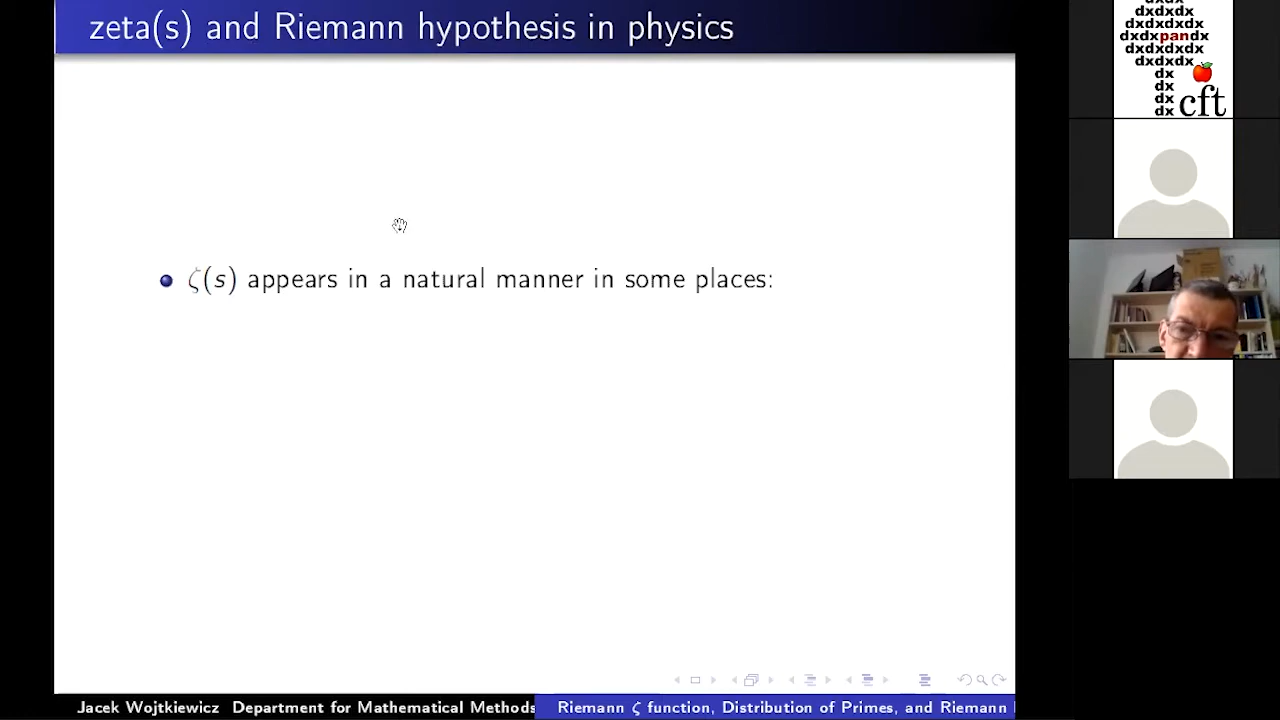 zeta(s) and Riemann hypothesis in physics
ζ(s) appears in a natural manner in some places:
Jacek Wojtkiewicz Department for Mathematical Methods
Riemann ζ function, Distribution of Primes, and Riemann
dxdx
dxdxdx
dxdxdxdx
dxdxpandx
dxdxdxdx
dxdxdx
dx
dx
dx
dx
cft